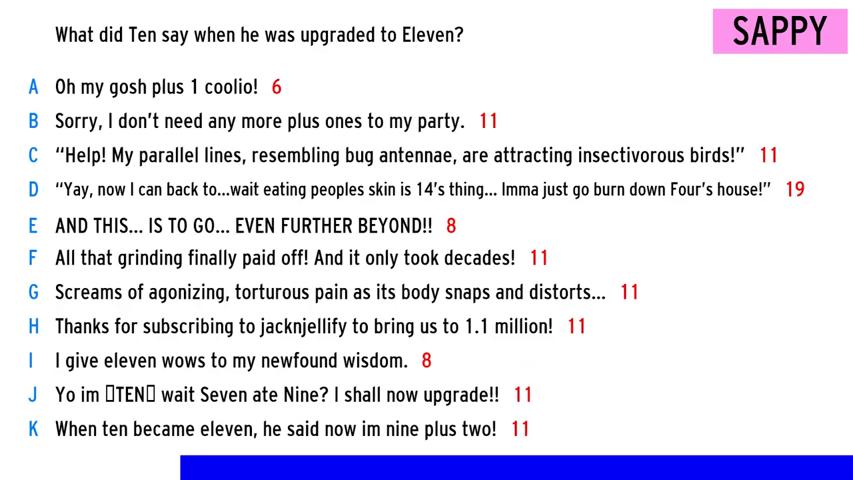 What did Ten say when he was upgraded to Eleven?
SAPPY
A Oh my gosh plus 1 coolio! 6
B Sorry, I don't need any more plus ones to my party. 11
C “Help! My parallel lines, resembling bug antennae, are attracting insectivorous birds!” 11
D “Yay, now I can back to...wait eating peoples skin is 14's thing... Imma just go burn down Four's house!” 19
E AND THIS... IS TO GO... EVEN FURTHER BEYOND!! 8
F All that grinding finally paid off! And it only took decades! 11
G Screams of agonizing, torturous pain as its body snaps and distorts... 11
H Thanks for subscribing to jacknjellify to bring us to 1.1 million! 11
I I give eleven wows to my newfound wisdom. 8
J Yo im ▯TEN▯ wait Seven ate Nine? I shall now upgrade!! 11
K When ten became eleven, he said now im nine plus two! 11